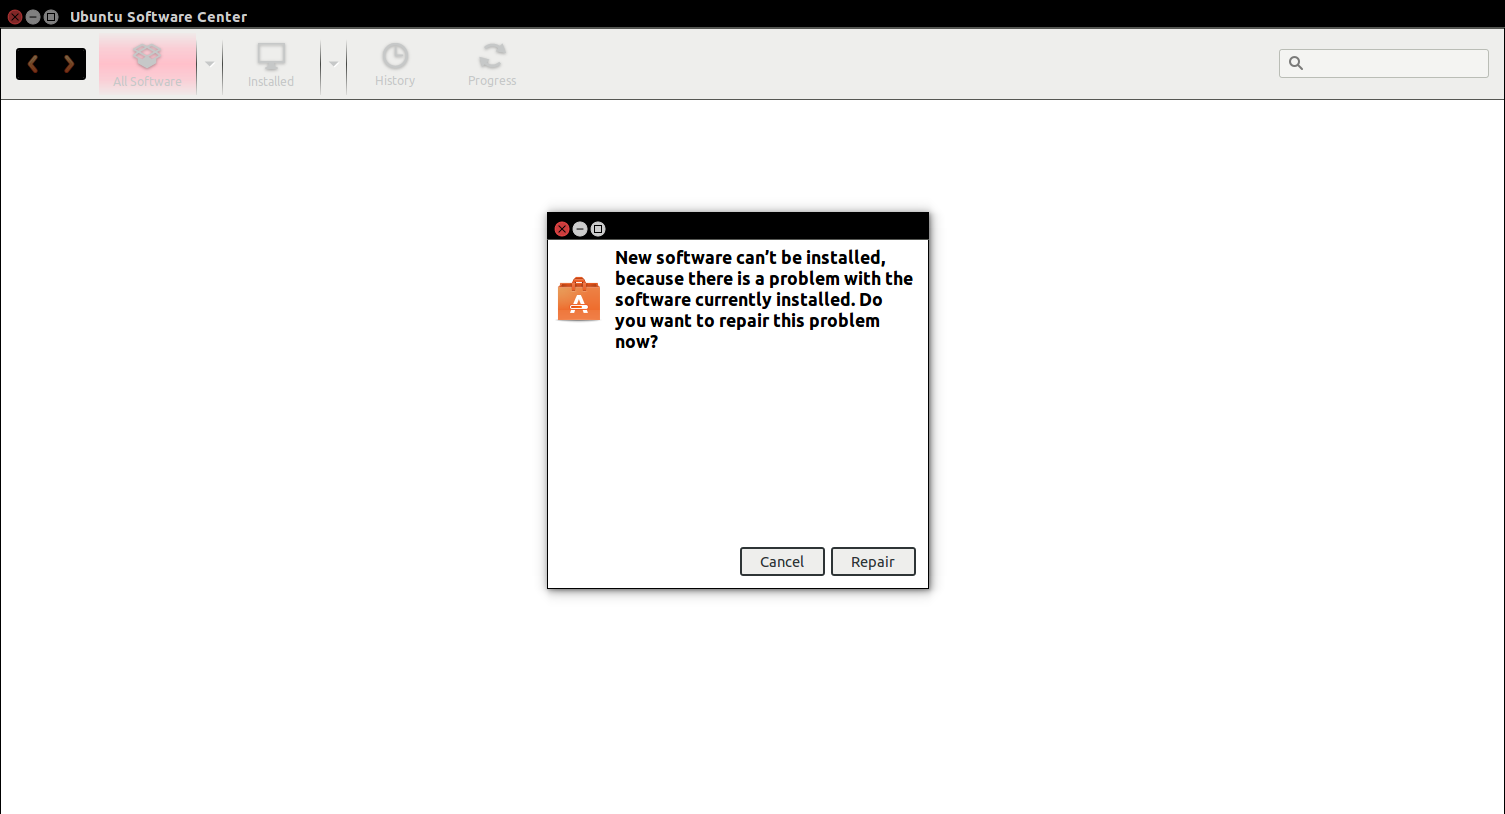 Ubuntu Software Center
All Software
Installed
History
Progress
New software can’t be installed,
because there is a problem with the
software currently installed. Do
you want to repair this problem
now?
Cancel
Repair